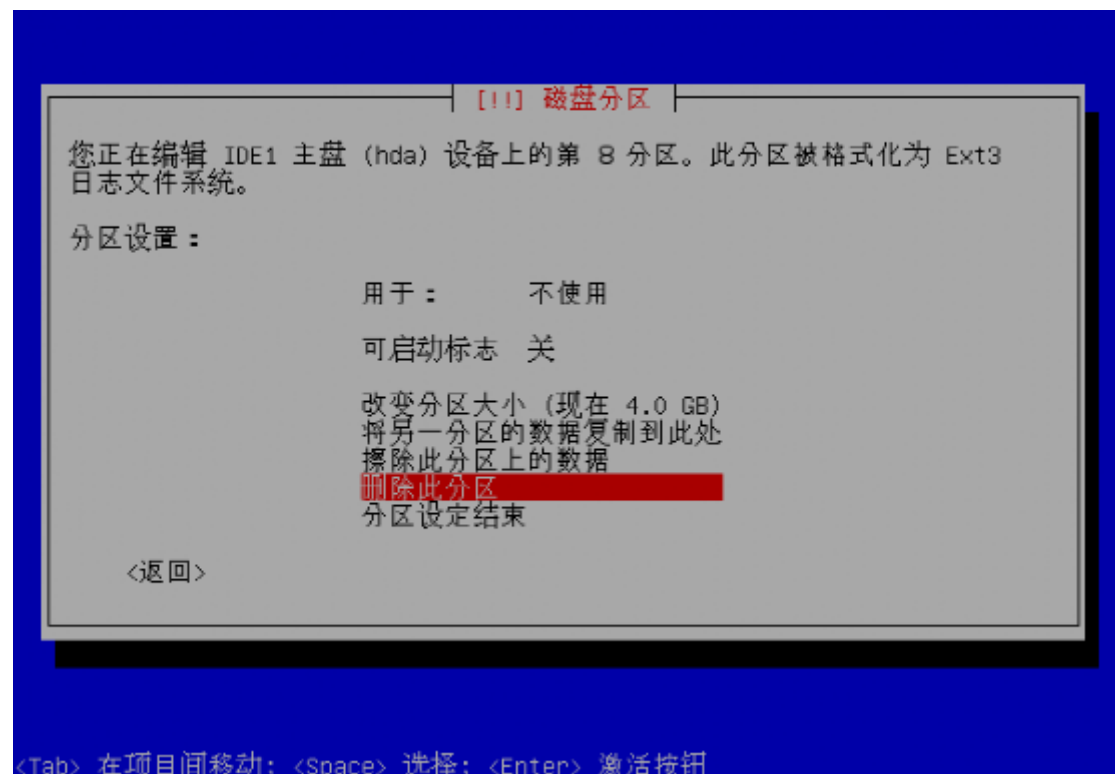 [!!] 磁盘分区
您正在编辑 IDE1 主盘 (hda) 设备上的第 8 分区。此分区被格式化为 Ext3
日志文件系统。
分区设置：
用于： 不使用
可启动标志 关
改变分区大小 (现在 4.0 GB)
将另一分区的数据复制到此处
擦除此分区上的数据
删除此分区
分区设定结束
<返回>
<Tab> 在项目间移动; <Space> 选择; <Enter> 激活按钮